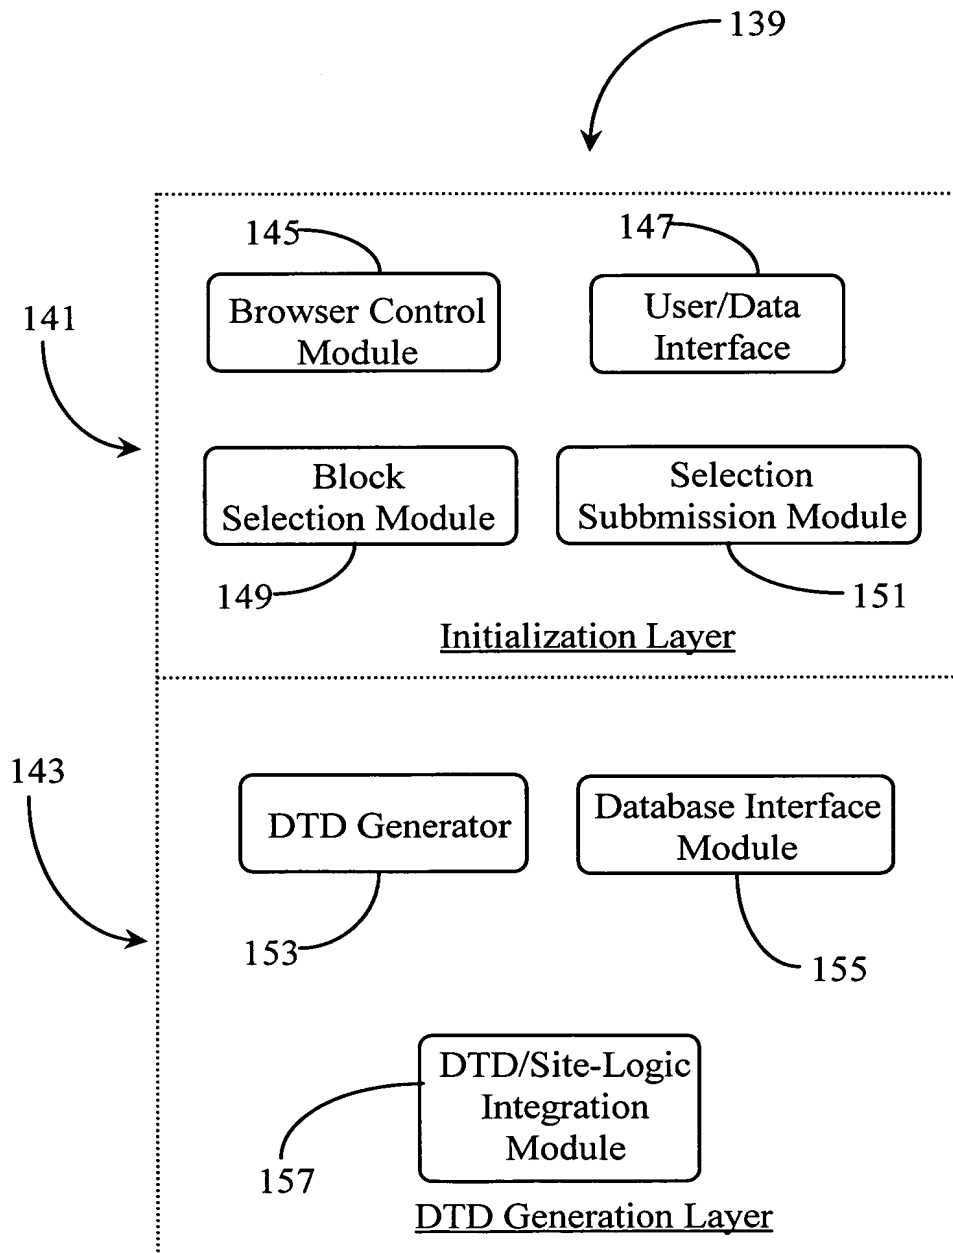 139
145
147
Browser Control
Module
User/Data
Interface
141
Block
Selection Module
Selection
Subbmission Module
149
151
Initialization Layer
143
DTD Generator
Database Interface
Module
153
155
DTD/Site-Logic
Integration
Module
157
DTD Generation Layer